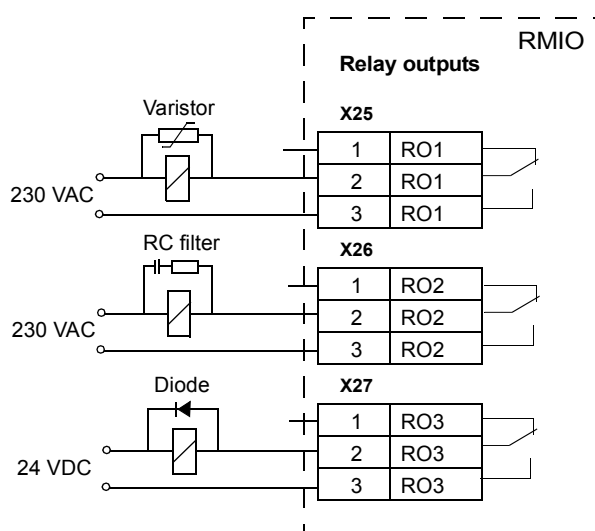 RMIO
Relay outputs
Varistor
X25
230 VAC
1 RO1
2 RO1
3 RO1
RC filter
X26
230 VAC
1 RO2
2 RO2
3 RO2
Diode
X27
24 VDC
1 RO3
2 RO3
3 RO3